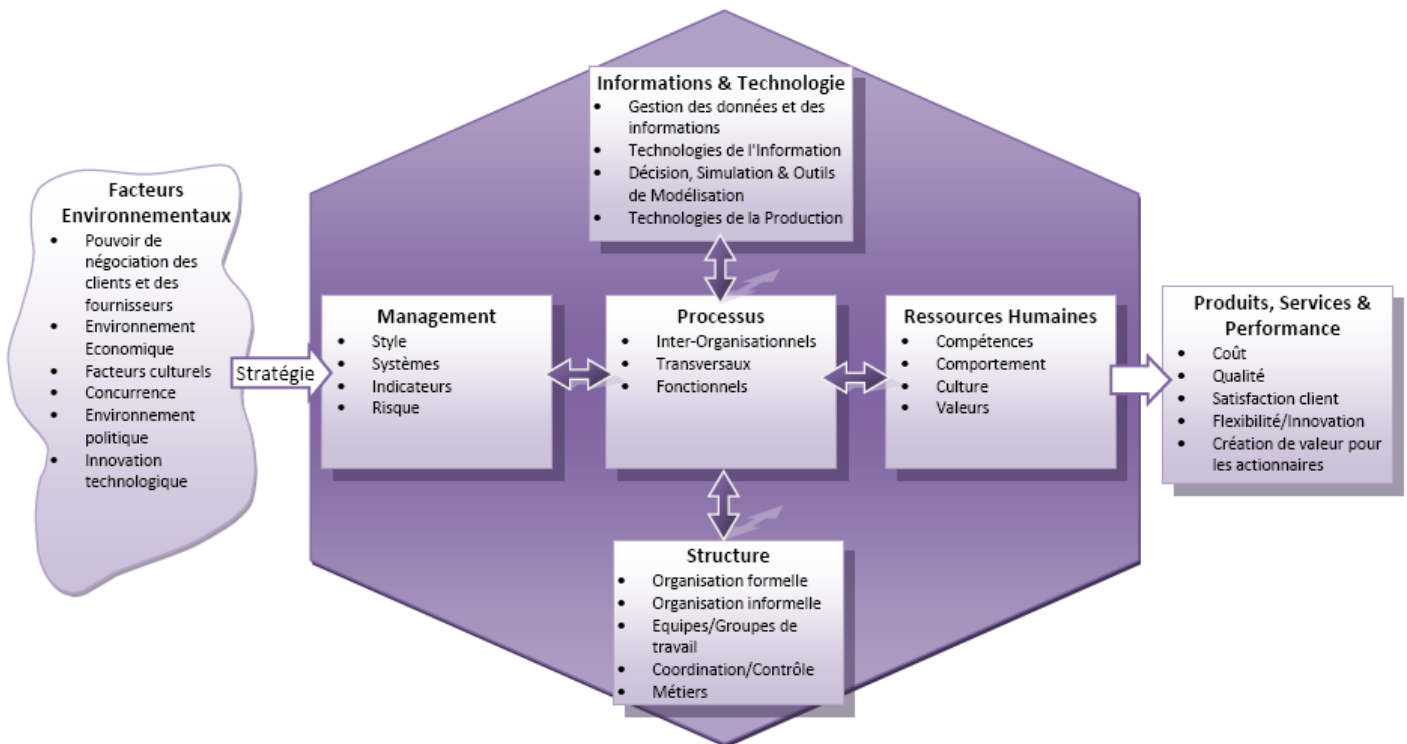 Facteurs
Environnementaux
• Pouvoir de
négociation des
clients et des
fournisseurs
• Environnement
Economique
• Facteurs culturels
• Concurrence
• Environnement
politique
• Innovation
technologique
Stratégie
Informations & Technologie
• Gestion des données et des
informations
• Technologies de l'Information
• Décision, Simulation & Outils
de Modélisation
• Technologies de la Production
Management
• Style
• Systèmes
• Indicateurs
• Risque
Processus
• Inter-Organisationnels
• Transversaux
• Fonctionnels
Ressources Humaines
• Compétences
• Comportement
• Culture
• Valeurs
Structure
• Organisation formelle
• Organisation informelle
• Equipes/Groupes de
travail
• Coordination/Contrôle
• Métiers
Produits, Services &
Performance
• Coût
• Qualité
• Satisfaction client
• Flexibilité/Innovation
• Création de valeur pour
les actionnaires